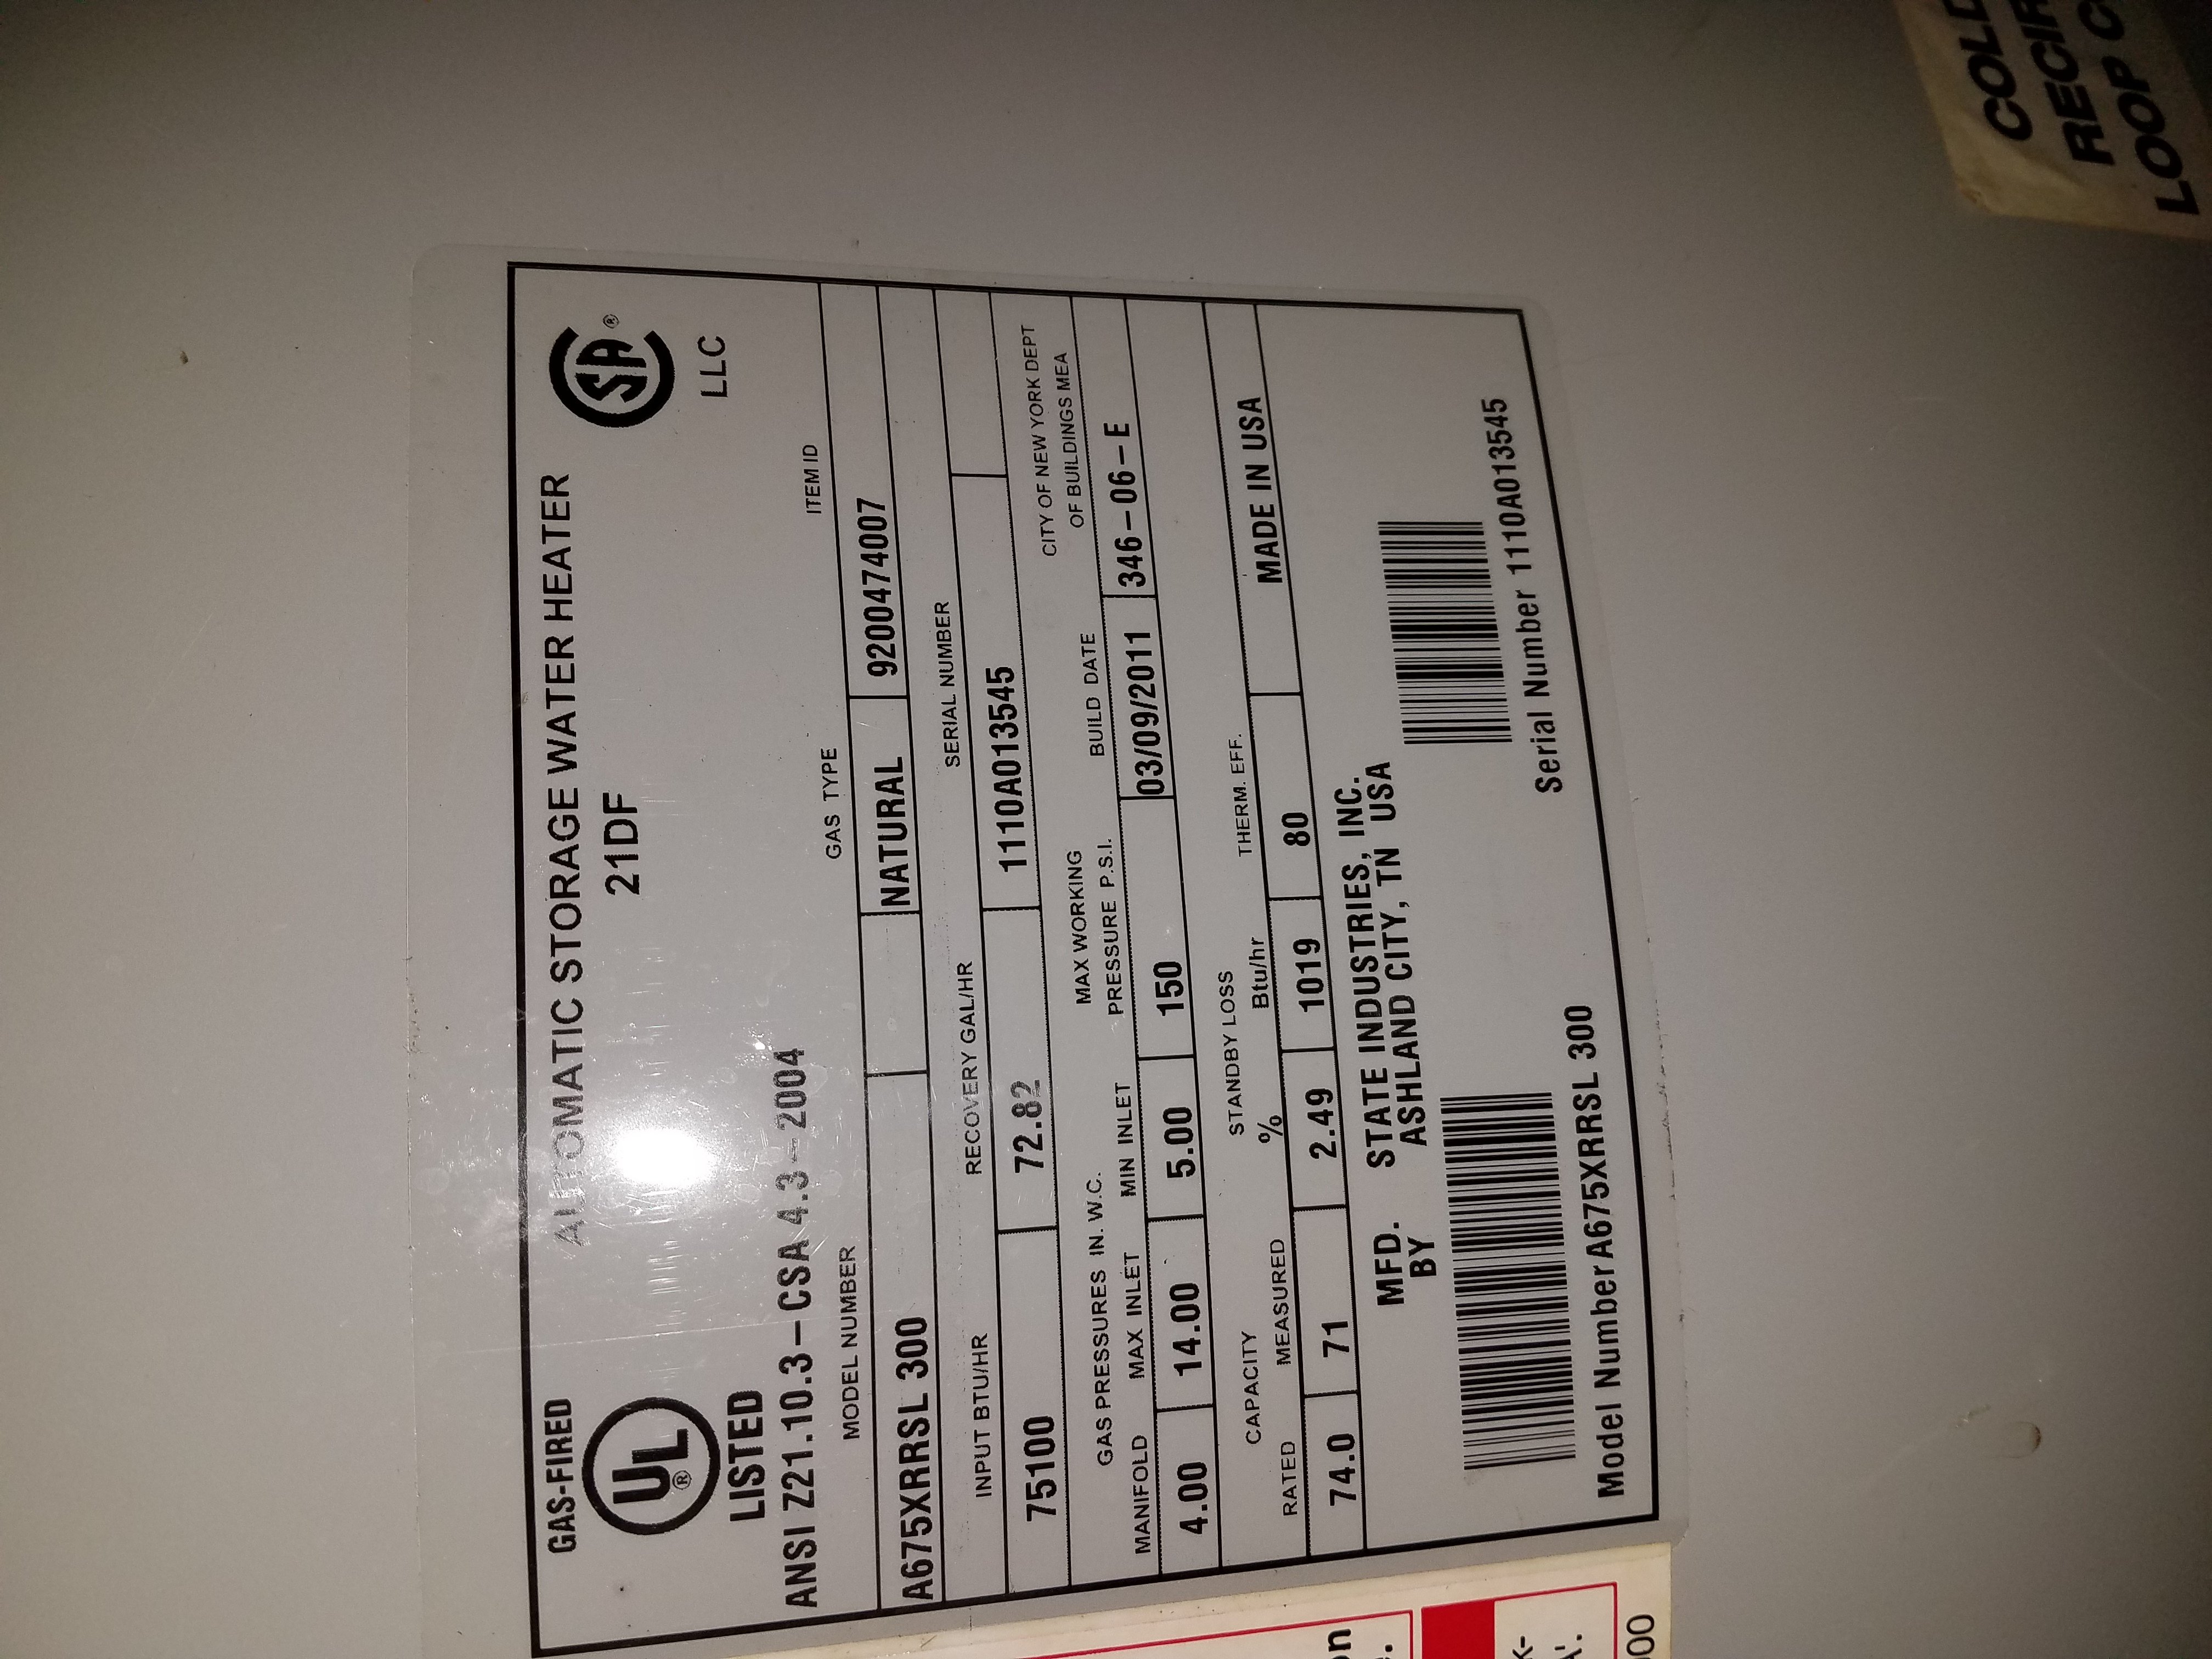 GAS-FIRED AUTOMATIC STORAGE WATER HEATER
21DF
UL ®
LISTED
SA ®
LLC
ANSI Z21.10.3-CSA 4.3-2004
MODEL NUMBER GAS TYPE ITEM ID
A675XRRSL 300 NATURAL 9200474007
INPUT BTU/HR RECOVERY GAL/HR SERIAL NUMBER
75100 72.82 1110A013545
GAS PRESSURES IN. W.C. MAX WORKING CITY OF NEW YORK DEPT
MANIFOLD MAX INLET MIN INLET PRESSURE P.S.I. BUILD DATE OF BUILDINGS MEA
4.00 14.00 5.00 150 03/09/2011 346-06-E
CAPACITY STANDBY LOSS
RATED MEASURED % Btu/hr THERM. EFF.
74.0 71 2.49 1019 80 MADE IN USA
MFD. STATE INDUSTRIES, INC.
BY ASHLAND CITY, TN USA
Model Number A675XRRSL 300
Serial Number 1110A013545
COLD
LOOP